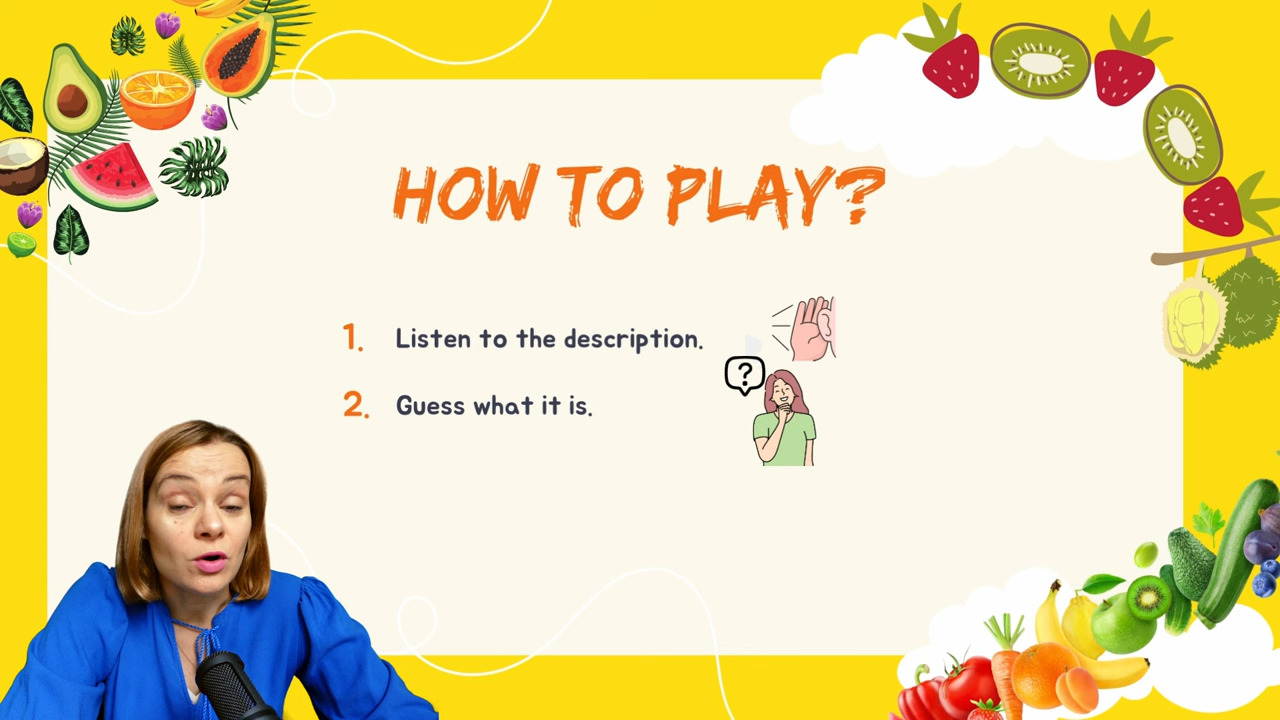 HOW TO PLAY?
1. Listen to the description.
?
2. Guess what it is.